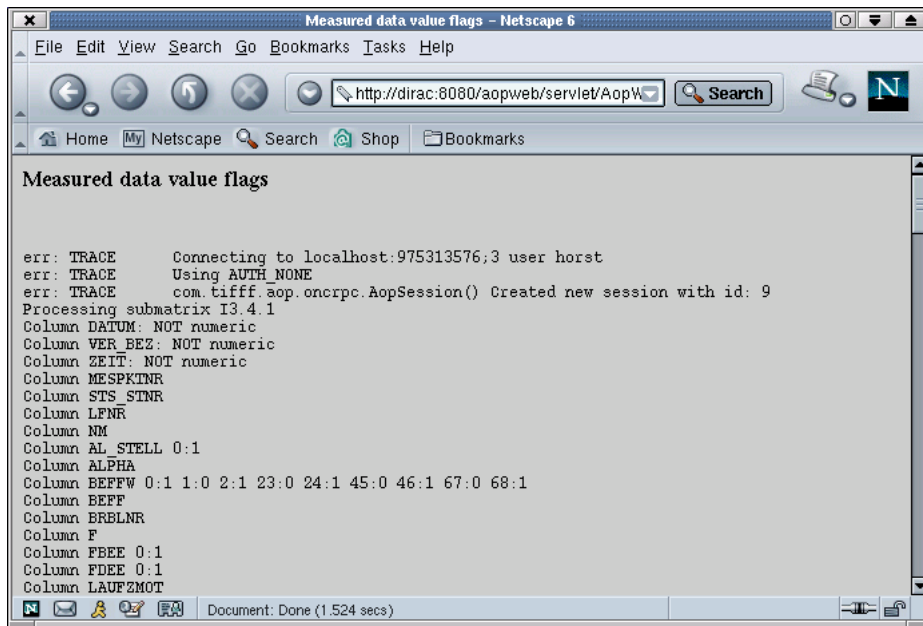 Measured data value flags - Netscape 6
File Edit View Search Go Bookmarks Tasks Help
http://dirac:8080/aopweb/servlet/AopW Search N
Home My Netscape Search Shop Bookmarks
Measured data value flags
err: TRACE Connecting to localhost:975313576;3 user horst
err: TRACE Using AUTH_NONE
err: TRACE com.tifff.aop.oncrpc.AopSession() Created new session with id: 9
Processing submatrix I3.4.1
Column DATUM: NOT numeric
Column VER_BEZ: NOT numeric
Column ZEIT: NOT numeric
Column MESPKTNR
Column STS_STNR
Column LFNR
Column NM
Column AL_STELL 0:1
Column ALPHA
Column BEFFW 0:1 1:0 2:1 23:0 24:1 45:0 46:1 67:0 68:1
Column BEFF
Column BRBLNR
Column F
Column FBEE 0:1
Column FDEE 0:1
Column LAUFZMOT
N Document: Done (1.524 secs)